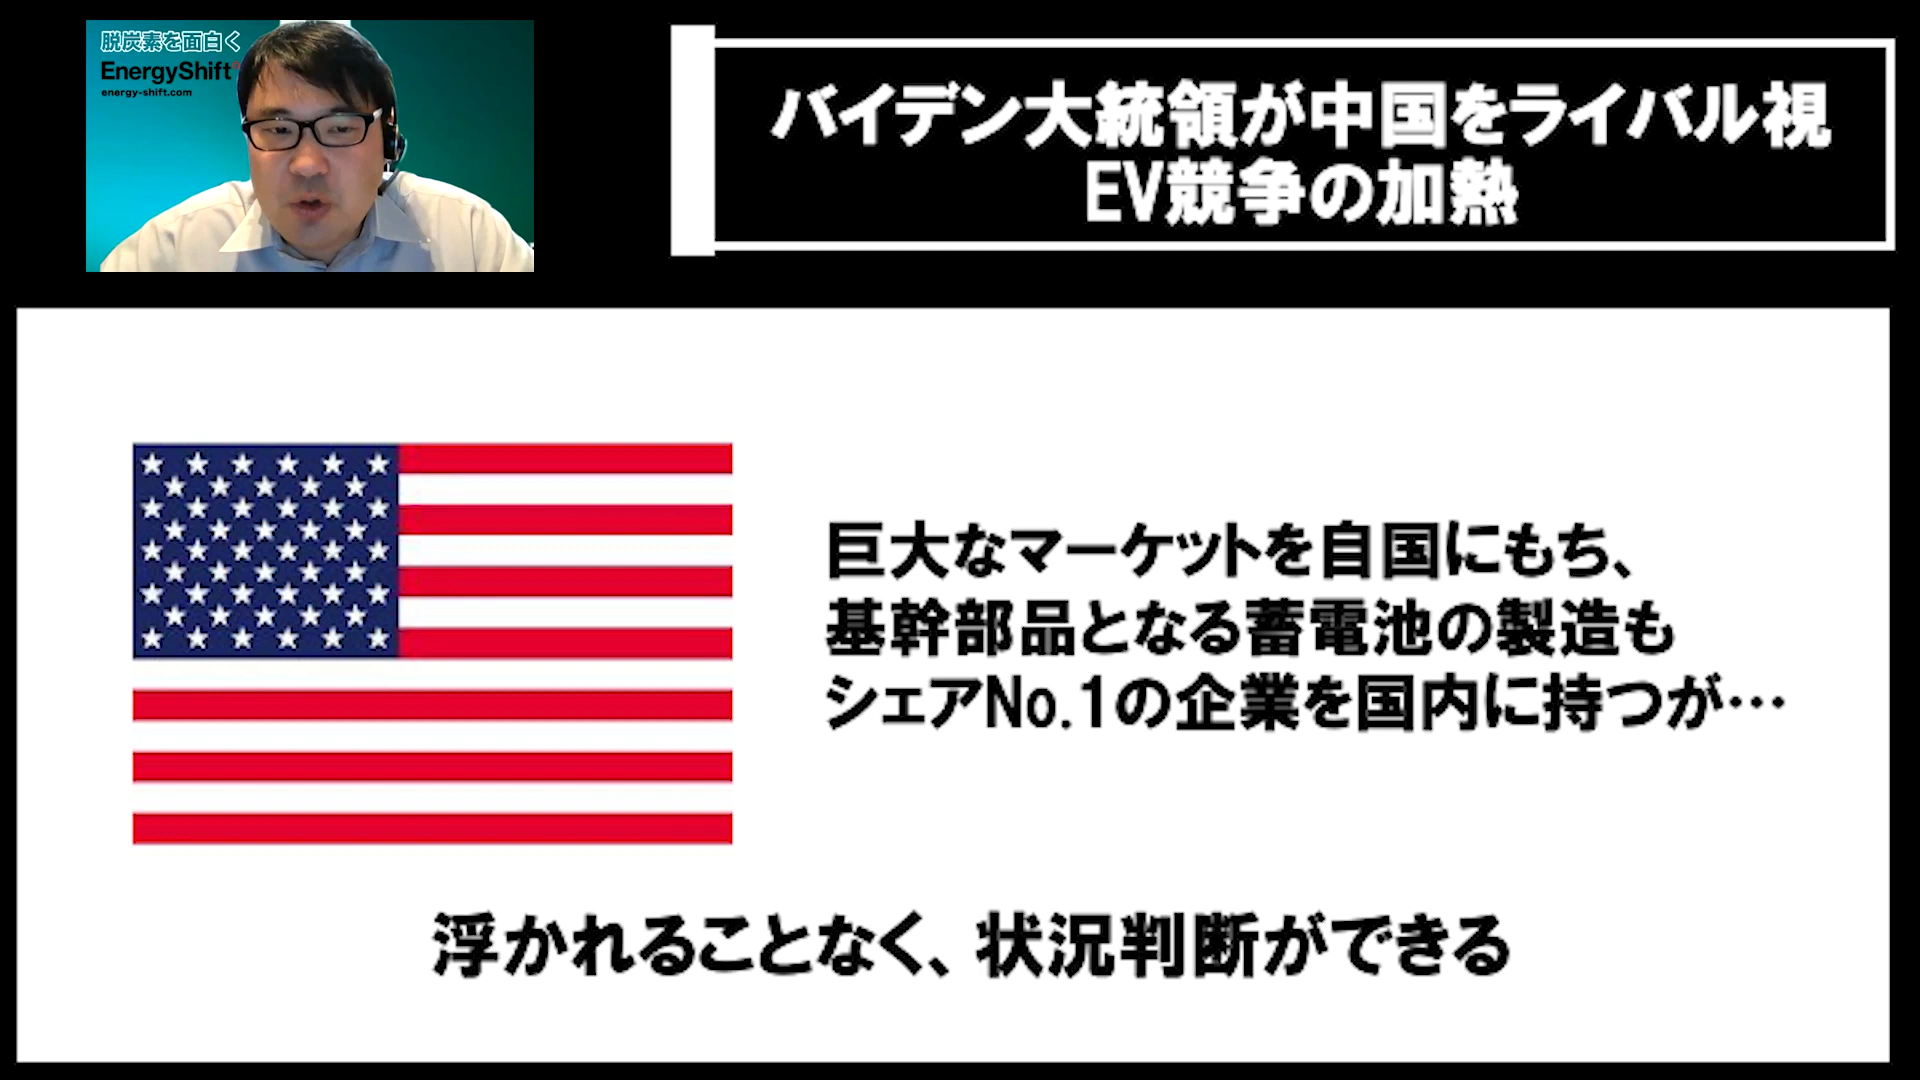 脱炭素を面白く
EnergyShift
energy-shift.com
バイデン大統領が中国をライバル視
EV競争の加熱
巨大なマーケットを自国にもち、
基幹部品となる蓄電池の製造も
シェアNo.1の企業を国内に持つが…
浮かれることなく、状況判断ができる